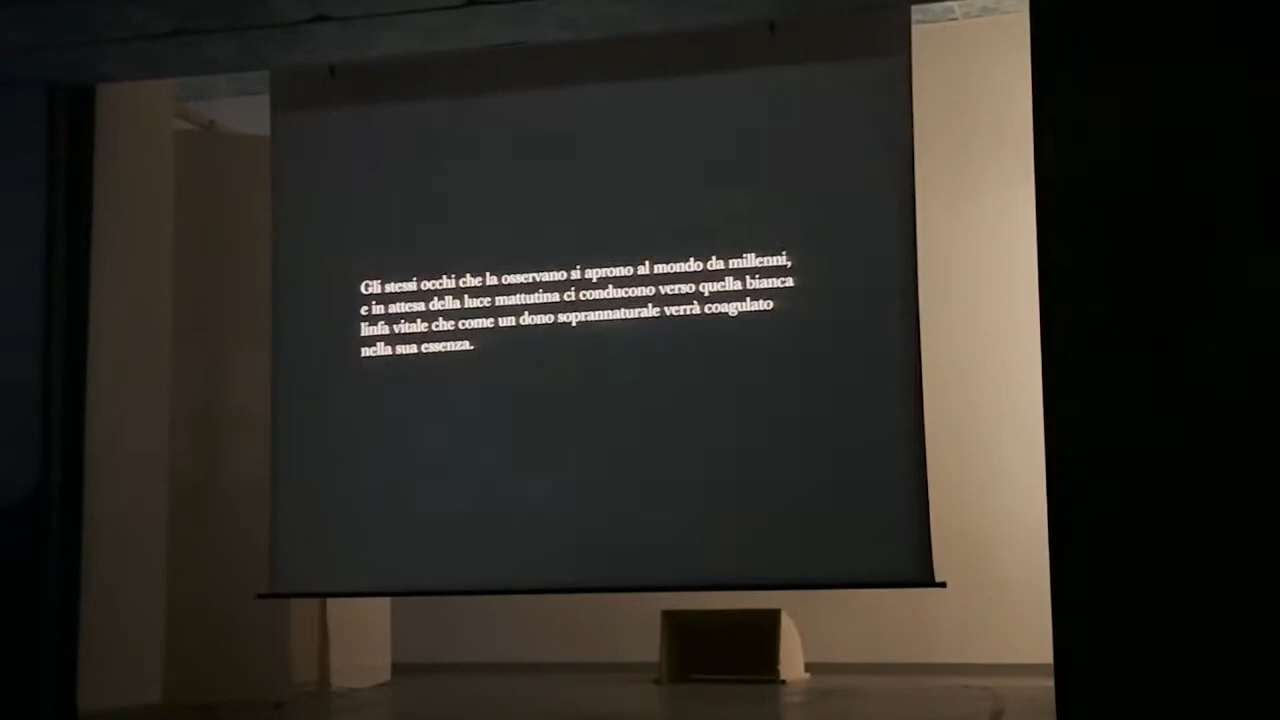 Gli stessi occhi che la osservano si aprono al mondo da millenni,
e in attesa della luce mattutina ci conducono verso quella bianca
linfa vitale che come un dono soprannaturale verrà coagulato
nella sua essenza.